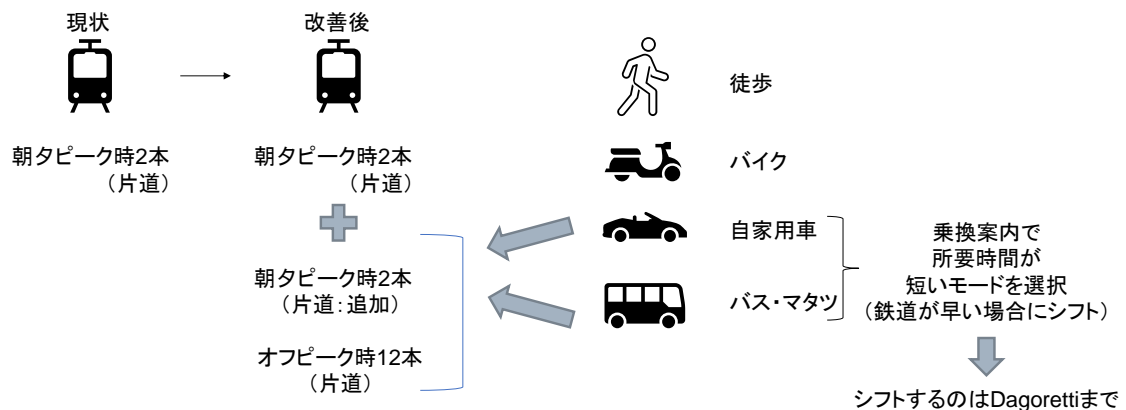 現状
改善後
朝夕ピーク時2本
(片道)
朝夕ピーク時2本
(片道)
朝夕ピーク時2本
(片道：追加)
オフピーク時12本
(片道)
徒歩
バイク
自家用車
バス・マタツ
乗換案内で
所要時間が
短いモードを選択
(鉄道が早い場合にシフト)
シフトするのはDagorettiまで